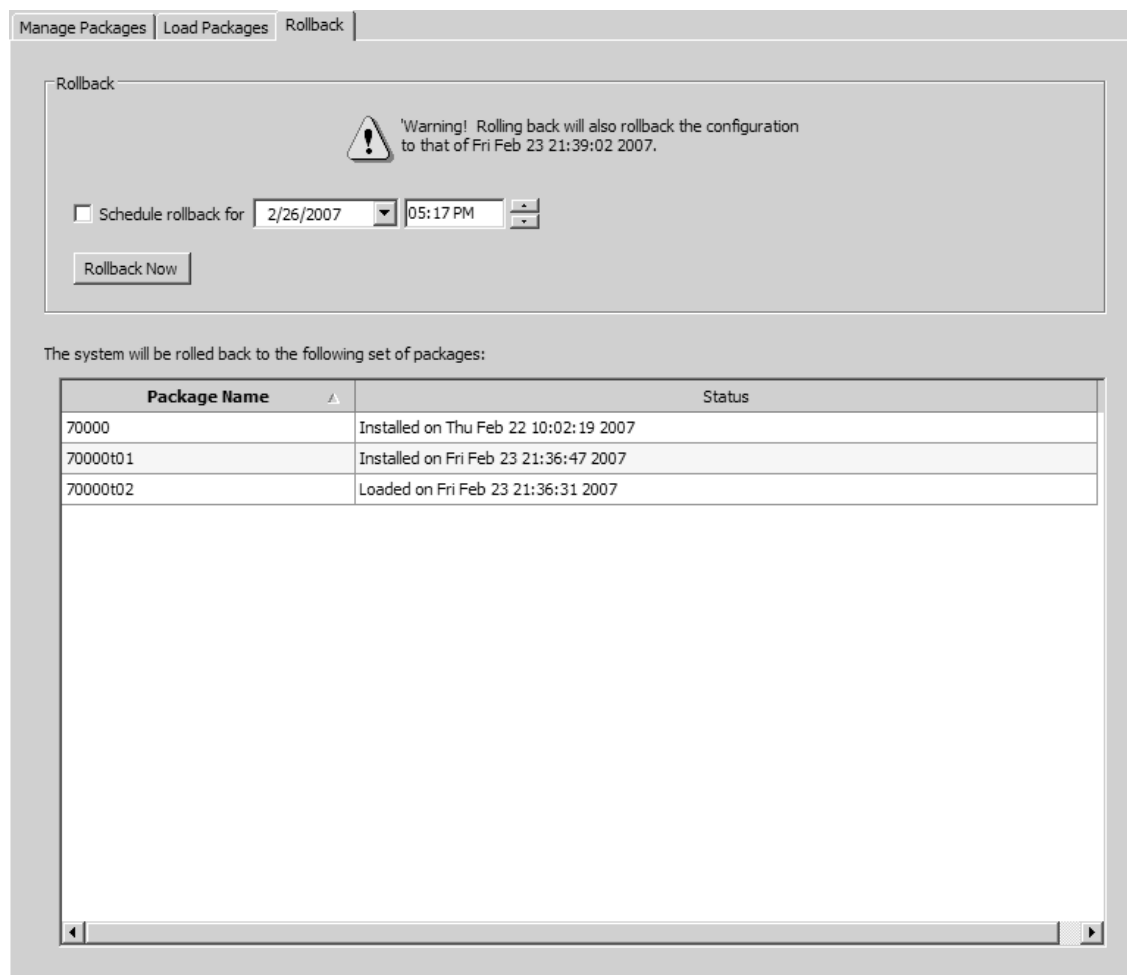 Manage Packages Load Packages Rollback
Rollback
'Warning! Rolling back will also rollback the configuration
to that of Fri Feb 23 21:39:02 2007.
Schedule rollback for 2/26/2007 05:17 PM
Rollback Now
The system will be rolled back to the following set of packages:
Package Name Status
70000 Installed on Thu Feb 22 10:02:19 2007
70000t01 Installed on Fri Feb 23 21:36:47 2007
70000t02 Loaded on Fri Feb 23 21:36:31 2007